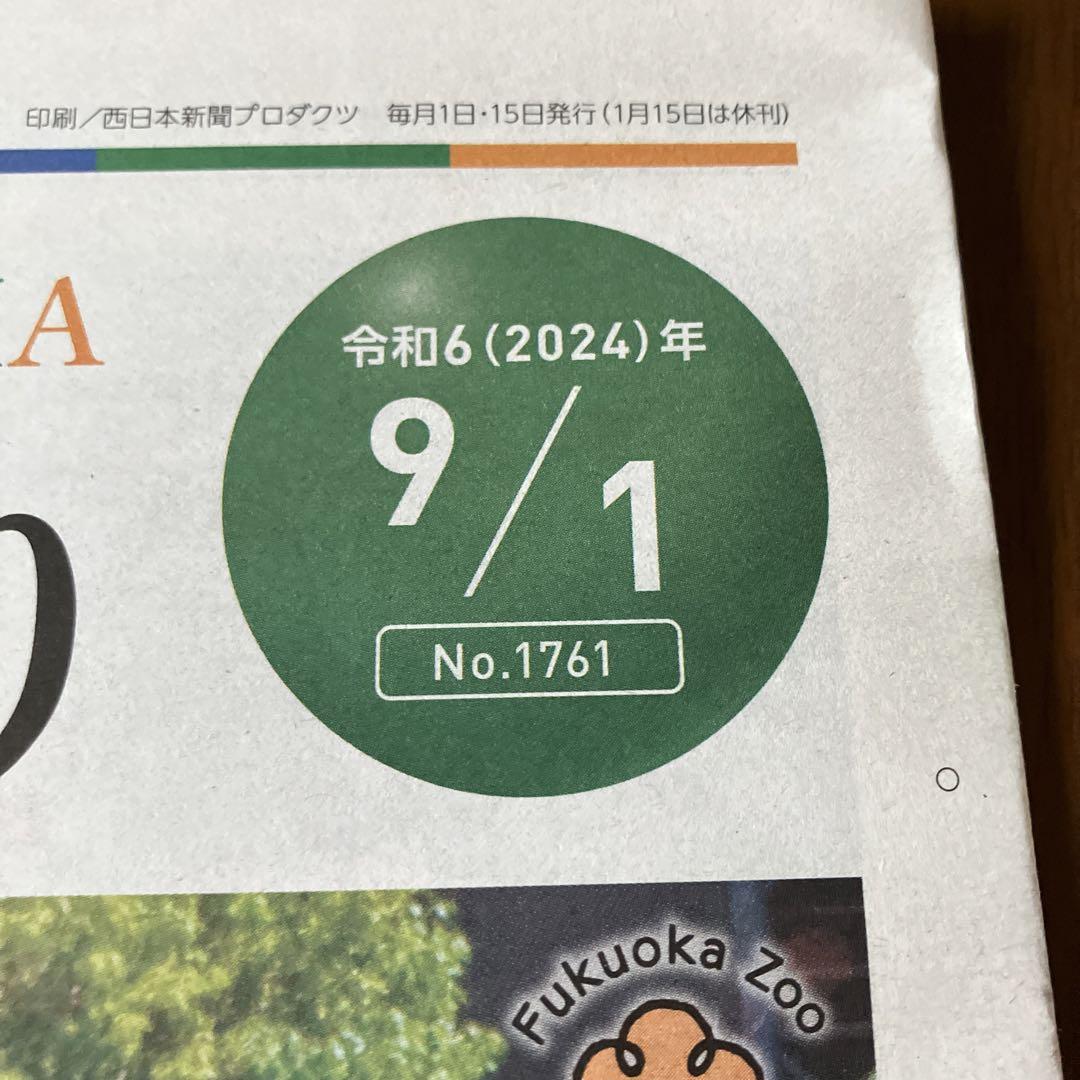 印刷／西日本新聞プロダクツ　毎月1日・15日発行（1月15日は休刊）
A
令和6（2024）年
9/1
り
No.1761
Fukuoka Zoo